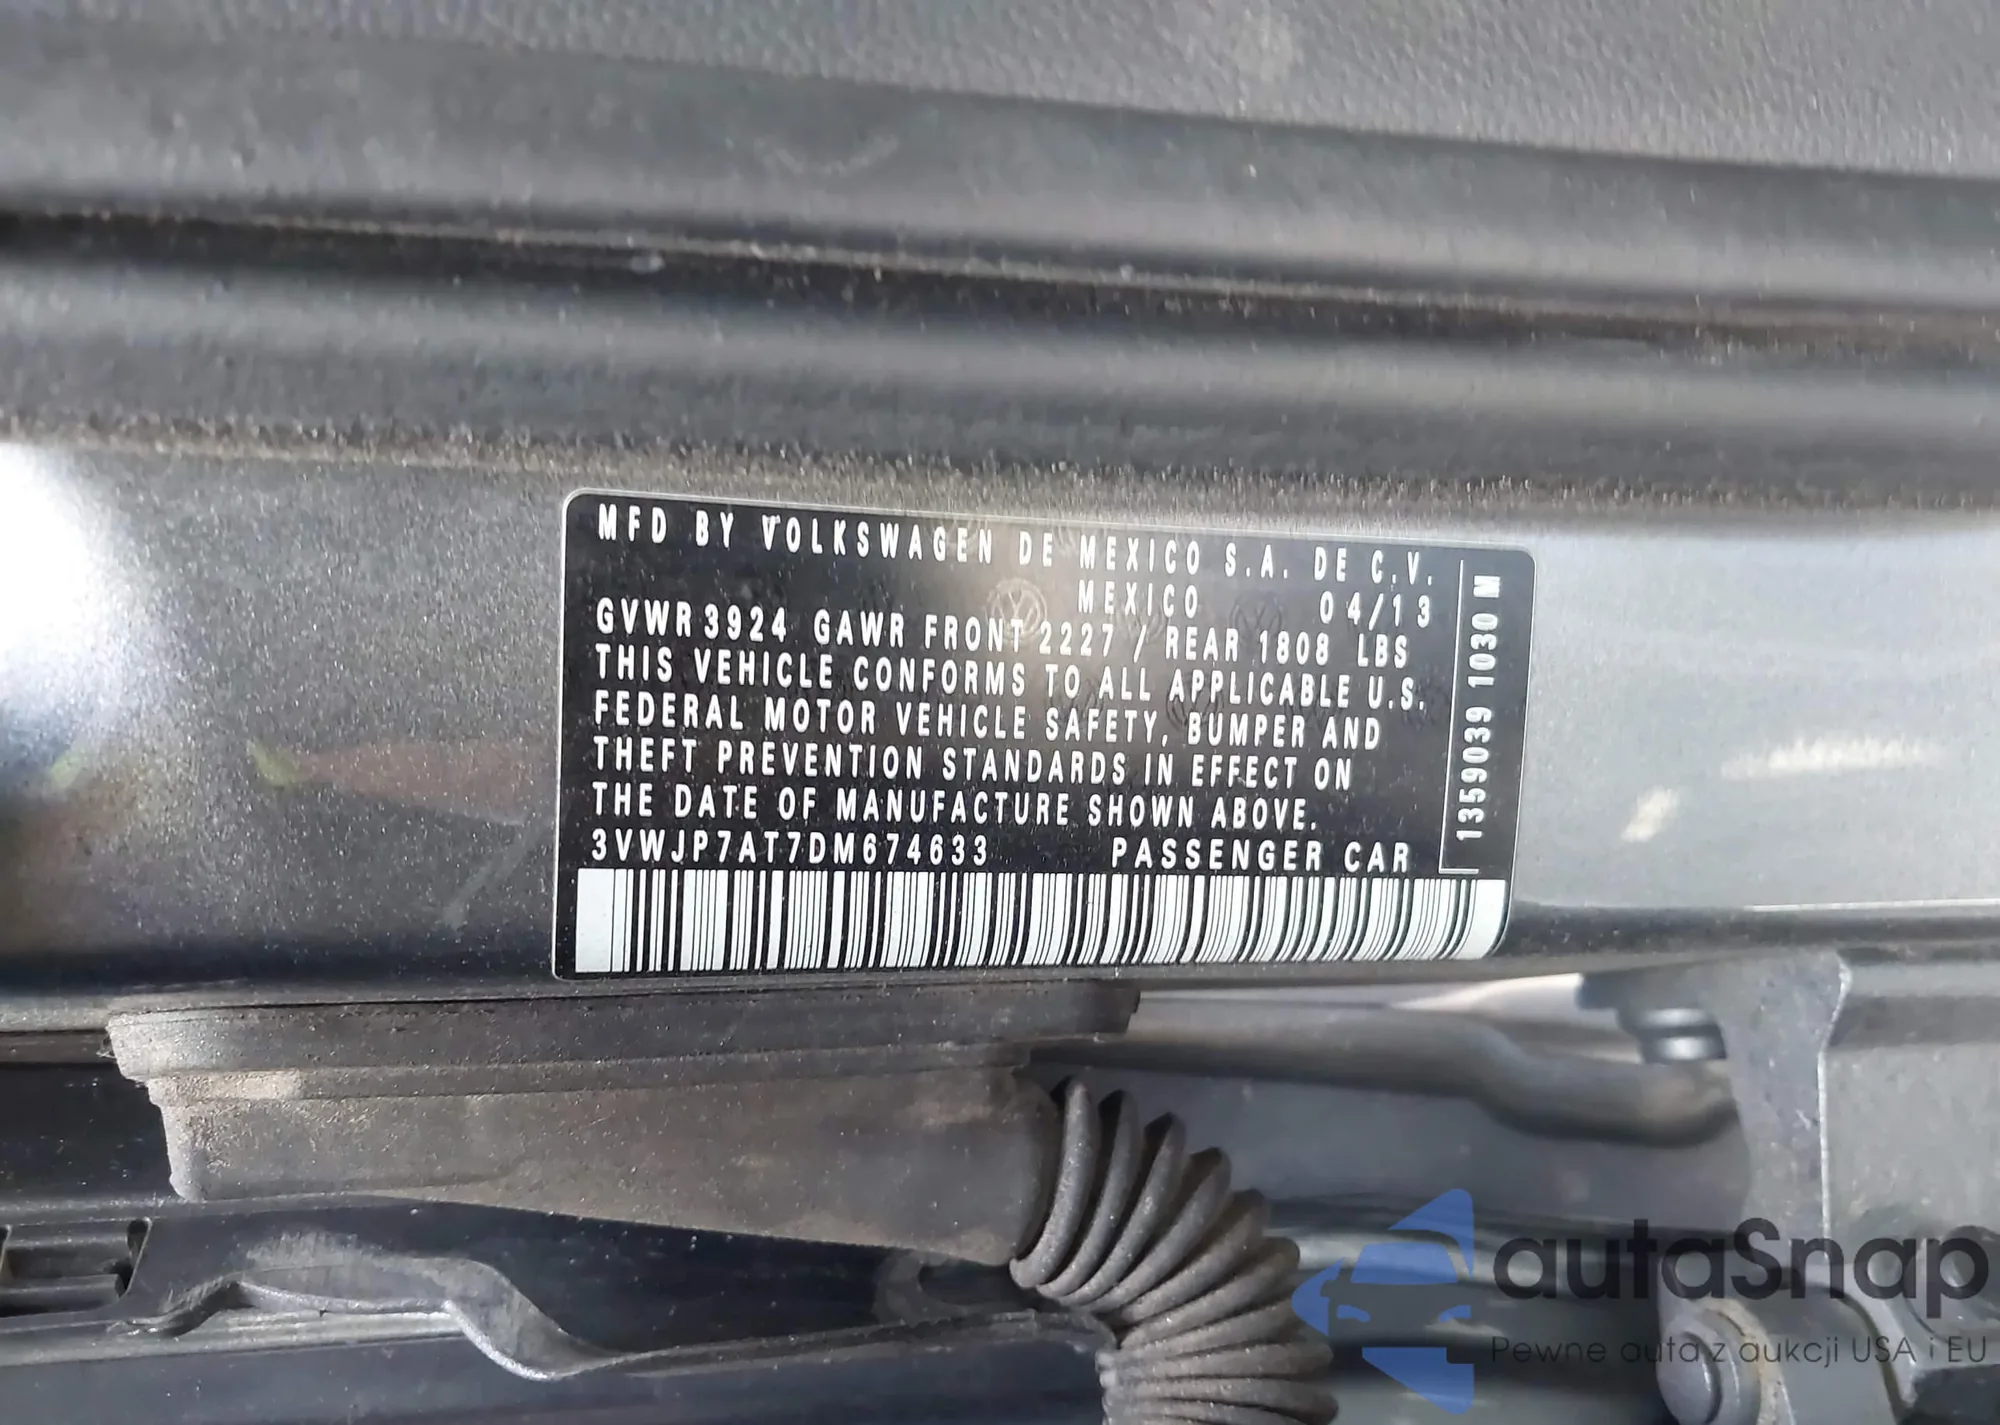 MFD BY VOLKSWAGEN DE MEXICO S.A. DE C.V.
MEXICO 04/13
GVWR 3924 GAWR FRONT 2227 / REAR 1808 LBS
THIS VEHICLE CONFORMS TO ALL APPLICABLE U.S.
FEDERAL MOTOR VEHICLE SAFETY, BUMPER AND
THEFT PREVENTION STANDARDS IN EFFECT ON
THE DATE OF MANUFACTURE SHOWN ABOVE.
3VWJP7AT7DM674633 PASSENGER CAR
1359039 1030 M
autaSnap
Pewne auta z aukcji USA i EU